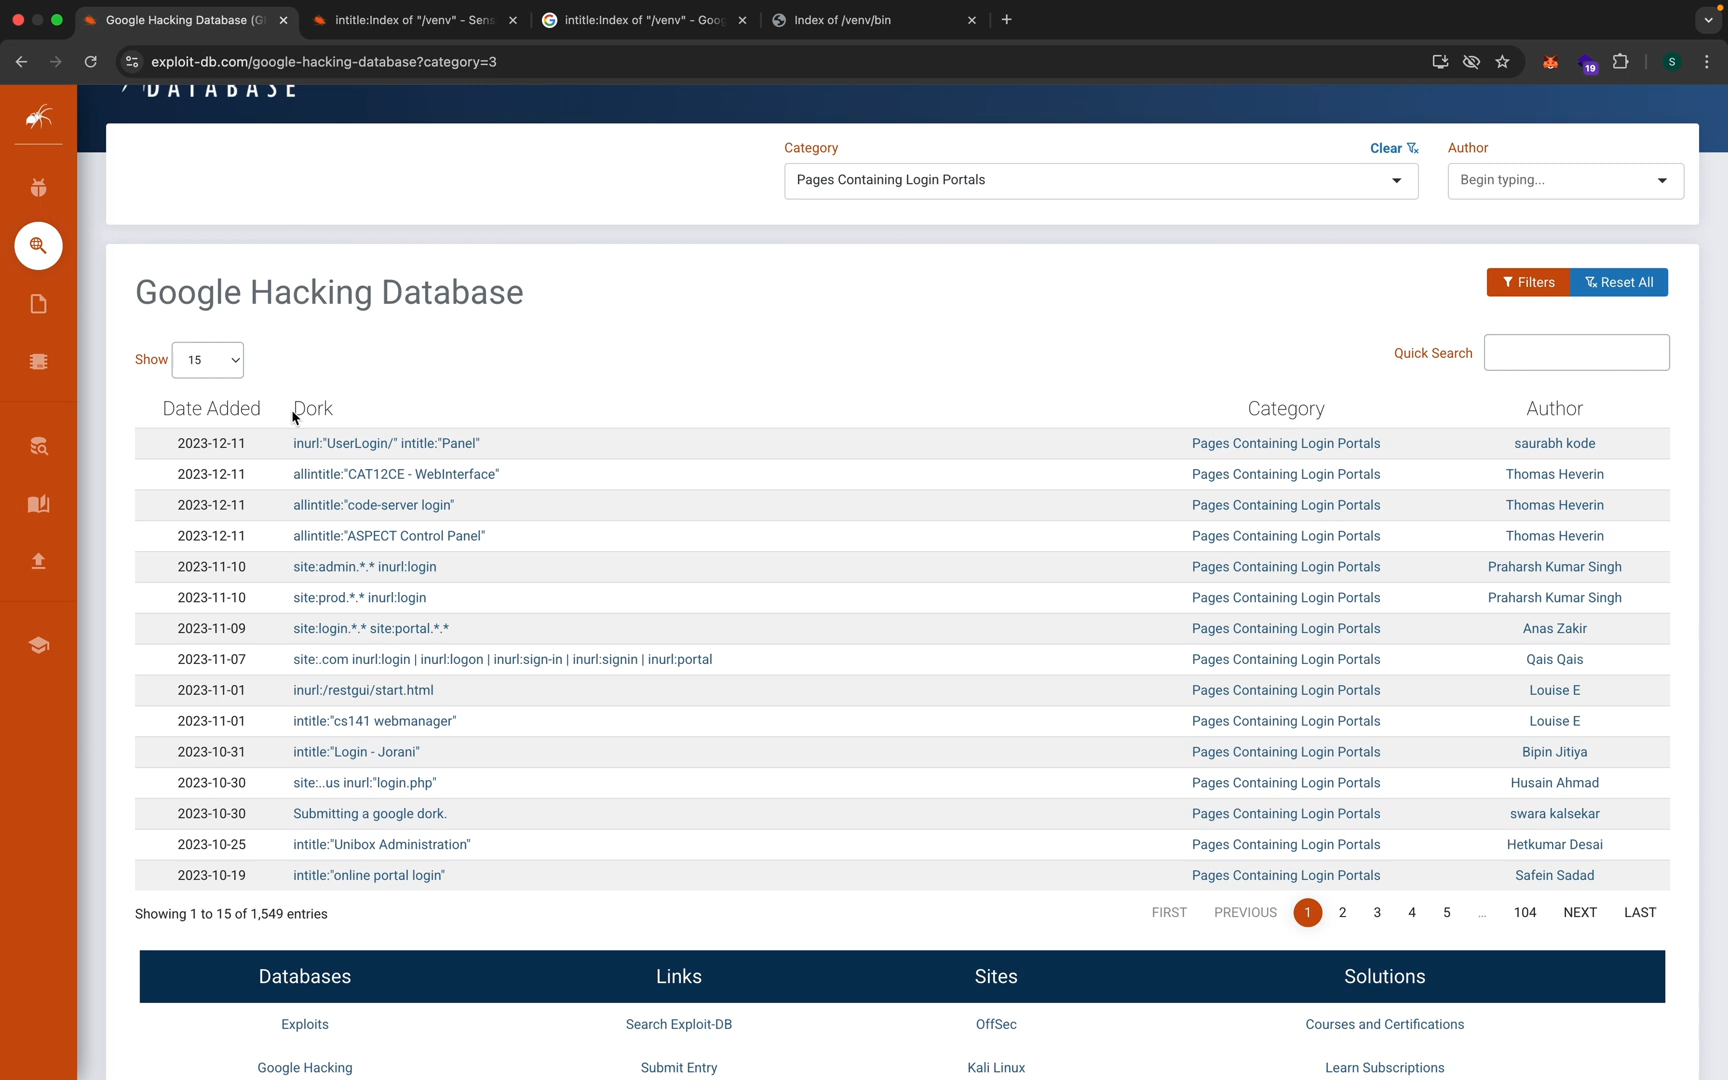 Google Hacking Database (G
intitle:Index of "/venv" - Sens
intitle:Index of "/venv" - Goog
Index of /venv/bin
exploit-db.com/google-hacking-database?category=3
19
S
DATABASE
Category
Clear
Author
Pages Containing Login Portals
Begin typing...
Google Hacking Database
Filters
Reset All
Show 15
Quick Search
Date Added Dork Category Author
2023-12-11 inurl:"UserLogin/" intitle:"Panel" Pages Containing Login Portals saurabh kode
2023-12-11 allintitle:"CAT12CE - WebInterface" Pages Containing Login Portals Thomas Heverin
2023-12-11 allintitle:"code-server login" Pages Containing Login Portals Thomas Heverin
2023-12-11 allintitle:"ASPECT Control Panel" Pages Containing Login Portals Thomas Heverin
2023-11-10 site:admin.*.* inurl:login Pages Containing Login Portals Praharsh Kumar Singh
2023-11-10 site:prod.*.* inurl:login Pages Containing Login Portals Praharsh Kumar Singh
2023-11-09 site:login.*.* site:portal.*.* Pages Containing Login Portals Anas Zakir
2023-11-07 site:.com inurl:login | inurl:logon | inurl:sign-in | inurl:signin | inurl:portal Pages Containing Login Portals Qais Qais
2023-11-01 inurl:/restgui/start.html Pages Containing Login Portals Louise E
2023-11-01 intitle:"cs141 webmanager" Pages Containing Login Portals Louise E
2023-10-31 intitle:"Login - Jorani" Pages Containing Login Portals Bipin Jitiya
2023-10-30 site:..us inurl:"login.php" Pages Containing Login Portals Husain Ahmad
2023-10-30 Submitting a google dork. Pages Containing Login Portals swara kalsekar
2023-10-25 intitle:"Unibox Administration" Pages Containing Login Portals Hetkumar Desai
2023-10-19 intitle:"online portal login" Pages Containing Login Portals Safein Sadad
Showing 1 to 15 of 1,549 entries
FIRST PREVIOUS 1 2 3 4 5 … 104 NEXT LAST
Databases Links Sites Solutions
Exploits Search Exploit-DB OffSec Courses and Certifications
Google Hacking Submit Entry Kali Linux Learn Subscriptions